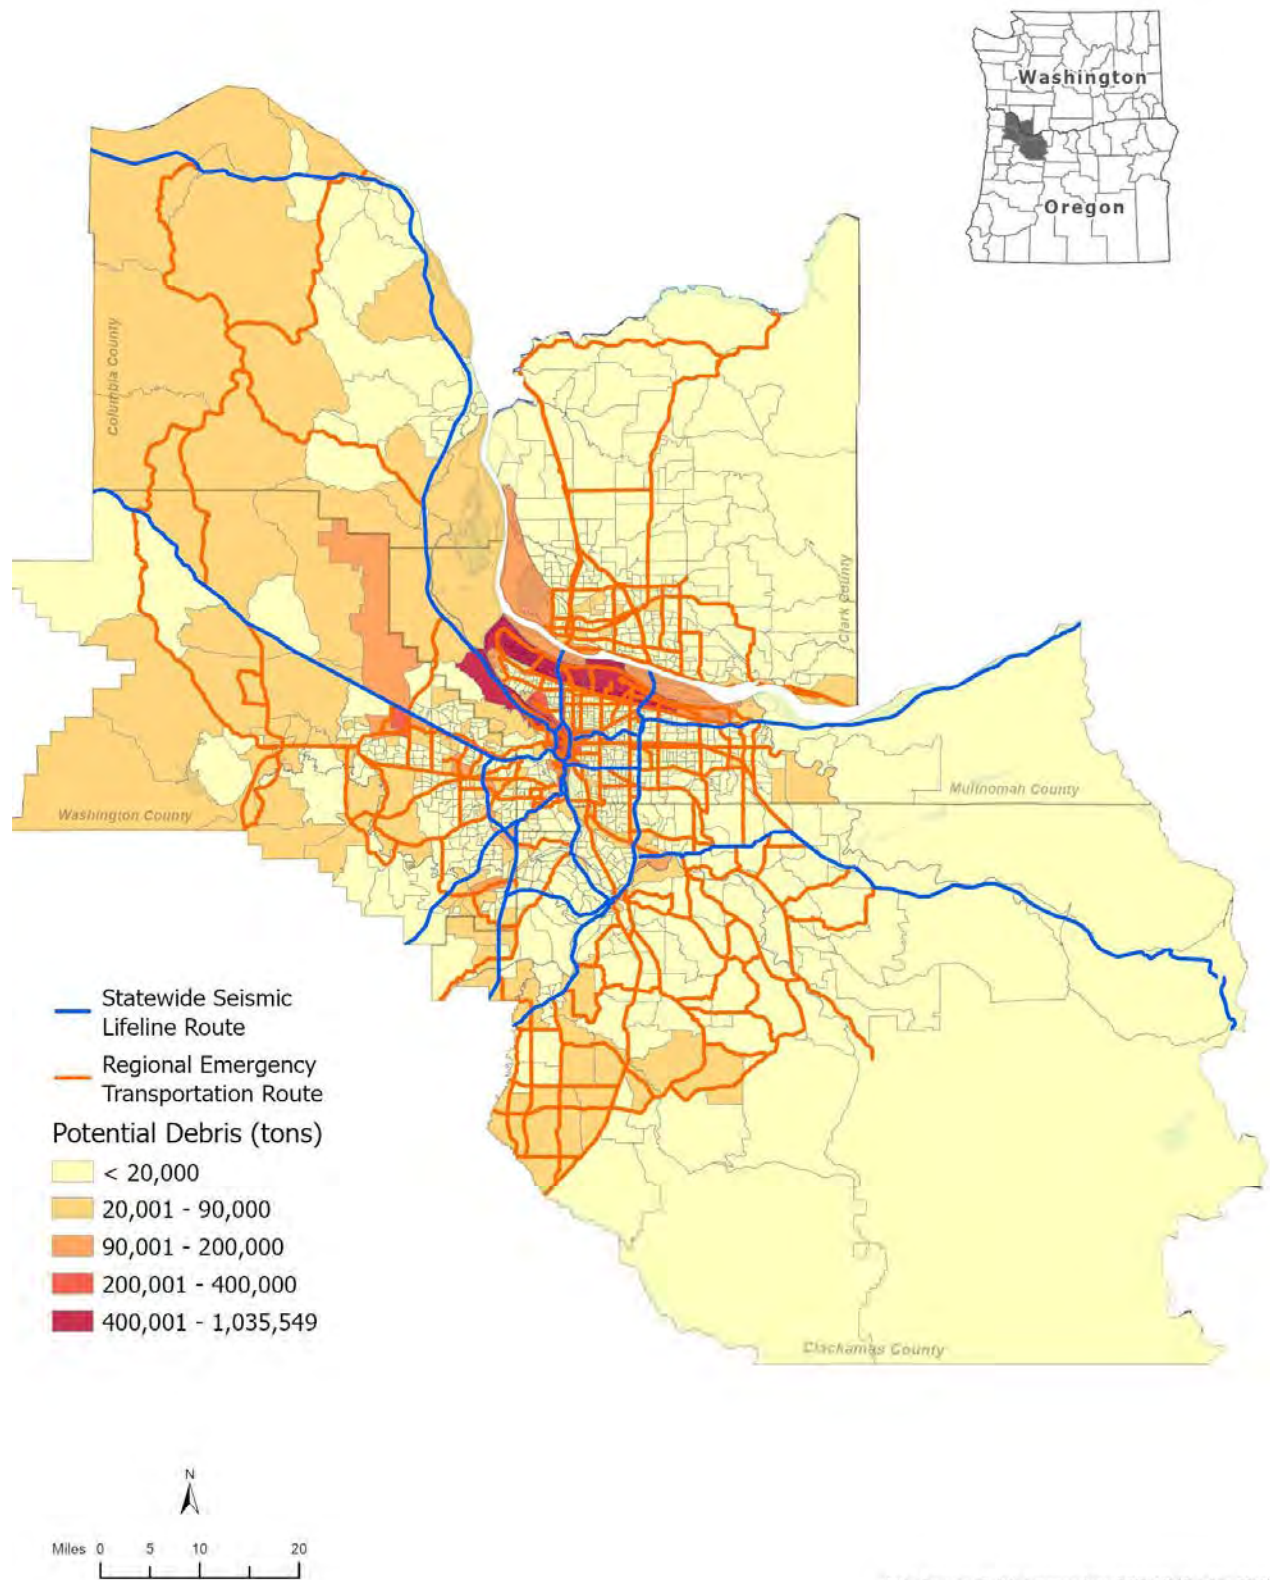 Washington
Oregon
Columbia County
Clark County
Multnomah County
Washington County
Statewide Seismic
Lifeline Route
Regional Emergency
Transportation Route
Potential Debris (tons)
< 20,000
20,001 - 90,000
90,001 - 200,000
200,001 - 400,000
400,001 - 1,035,549
Clackamas County
N
Miles 0 5 10 20